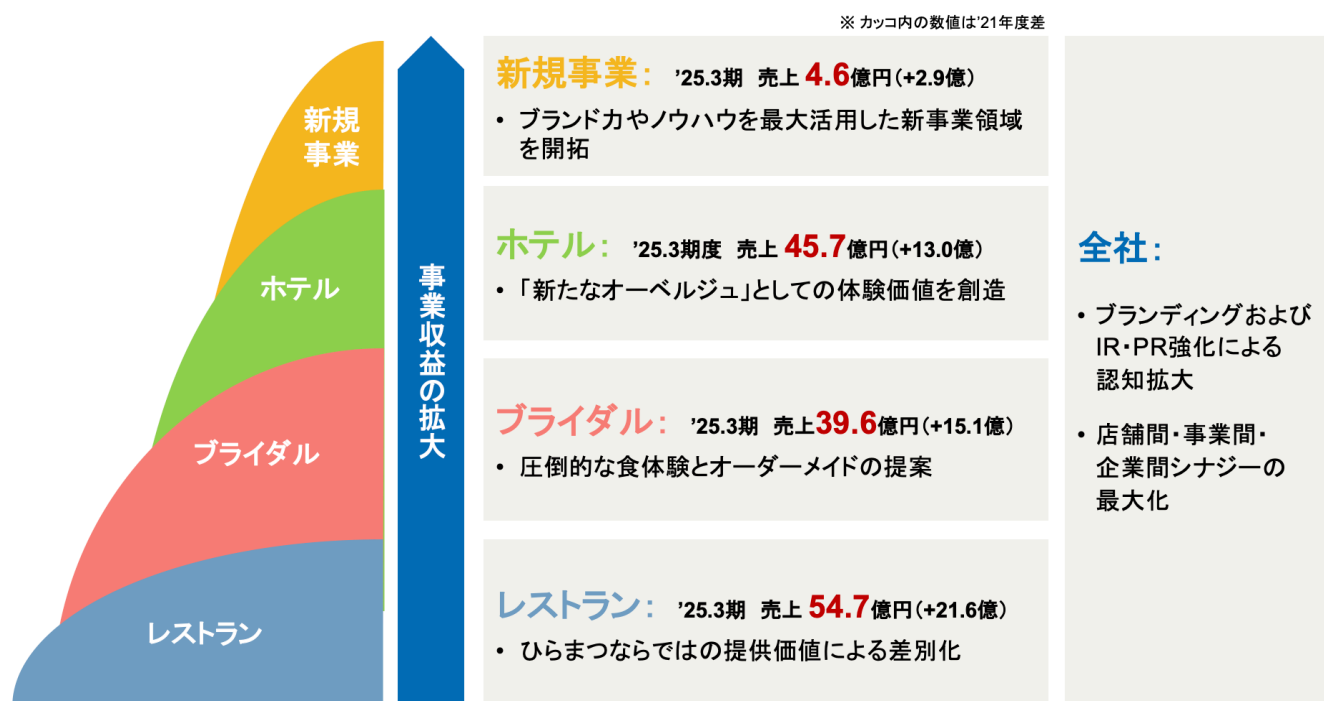 ※ カッコ内の数値は’21年度差
新規
事業
ホテル
ブライダル
レストラン
事業収益の拡大
新規事業： ’25.3期 売上 4.6億円（+2.9億）
• ブランド力やノウハウを最大活用した新事業領域
を開拓
ホテル： ’25.3期度 売上 45.7億円（+13.0億）
• 「新たなオーベルジュ」としての体験価値を創造
ブライダル： ’25.3期 売上39.6億円（+15.1億）
• 圧倒的な食体験とオーダーメイドの提案
レストラン： ’25.3期 売上 54.7億円（+21.6億）
• ひらまつならではの提供価値による差別化
全社：
• ブランディングおよび
IR・PR強化による
認知拡大
• 店舗間・事業間・
企業間シナジーの
最大化